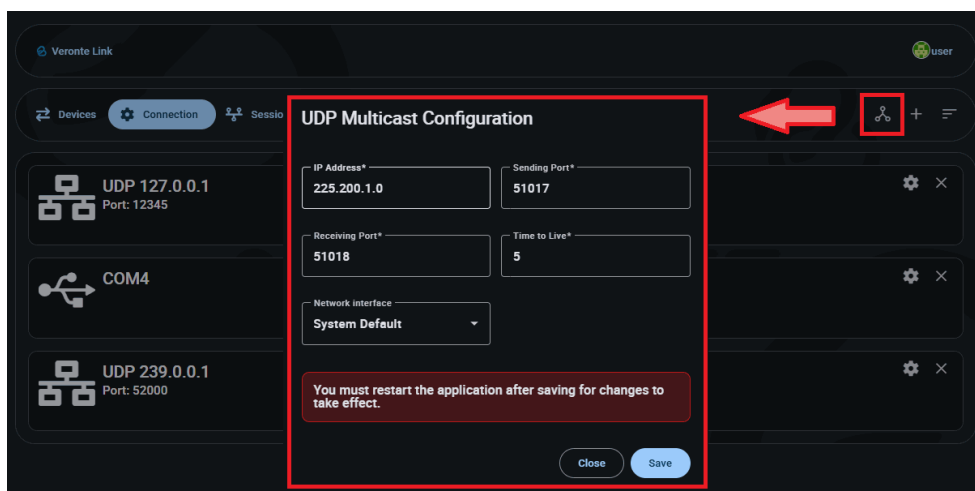 Veronte Link
user
Devices
Connection
Sessio
UDP Multicast Configuration
IP Address*
225.200.1.0
Sending Port*
51017
Receiving Port*
51018
Time to Live*
5
Network interface
System Default
You must restart the application after saving for changes to
take effect.
Close
Save
UDP 127.0.0.1
Port: 12345
COM4
UDP 239.0.0.1
Port: 52000